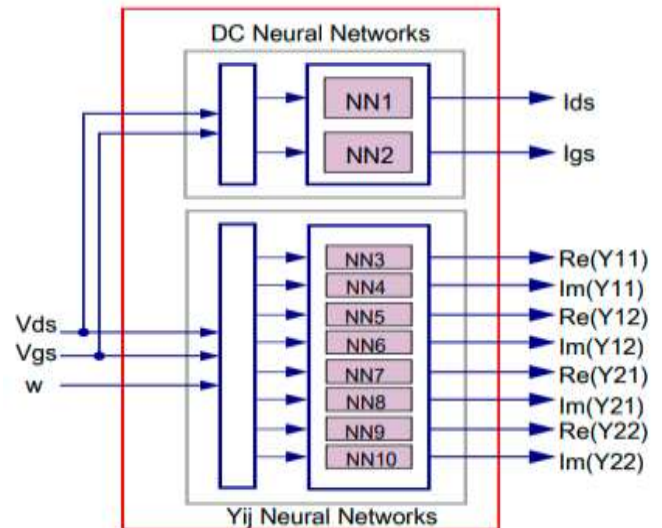 DC Neural Networks
NN1
Ids
NN2
Igs
NN3
Re(Y11)
NN4
Im(Y11)
NN5
Re(Y12)
Vds
NN6
Im(Y12)
Vgs
NN7
Re(Y21)
w
NN8
Im(Y21)
NN9
Re(Y22)
NN10
Im(Y22)
Yij Neural Networks